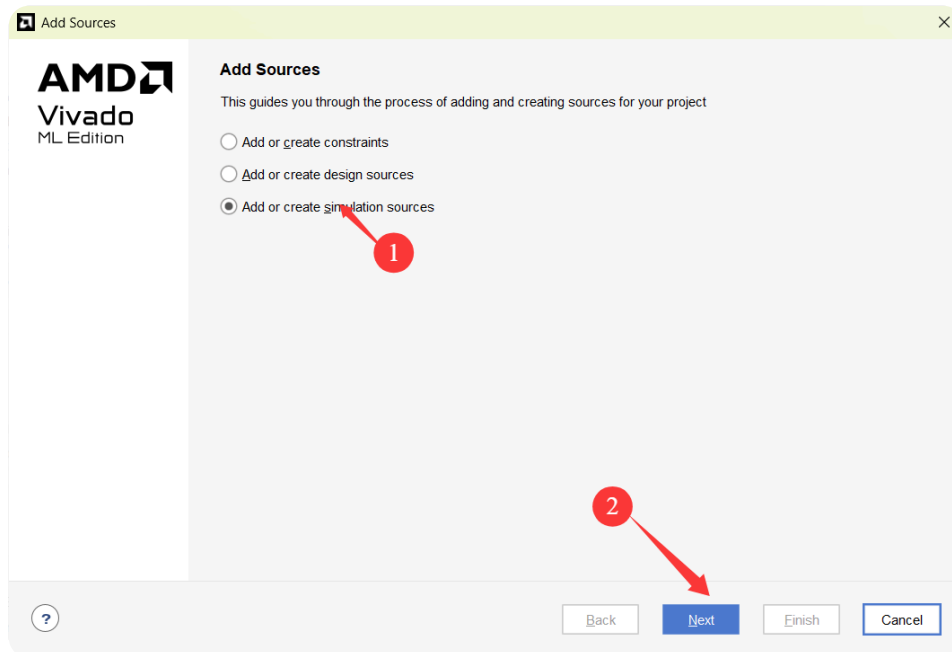 Add Sources
AMD
Vivado
ML Edition
Add Sources
This guides you through the process of adding and creating sources for your project
Add or create constraints
Add or create design sources
Add or create simulation sources
1
2
?
Back
Next
Finish
Cancel